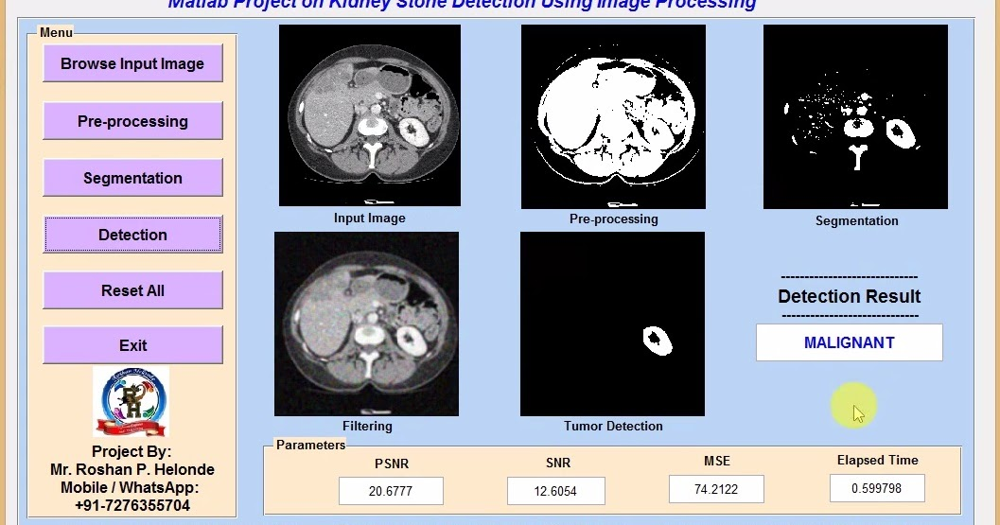 Matlab Project on Kidney Stone Detection Using Image Processing
Menu
Browse Input Image
Pre-processing
Segmentation
Detection
Reset All
Exit
Project By:
Mr. Roshan P. Helonde
Mobile / WhatsApp:
+91-7276355704
Input Image
Pre-processing
Segmentation
Filtering
Tumor Detection
-----------------------------
Detection Result
-----------------------------
MALIGNANT
Parameters
PSNR
SNR
MSE
Elapsed Time
20.6777
12.6054
74.2122
0.599798